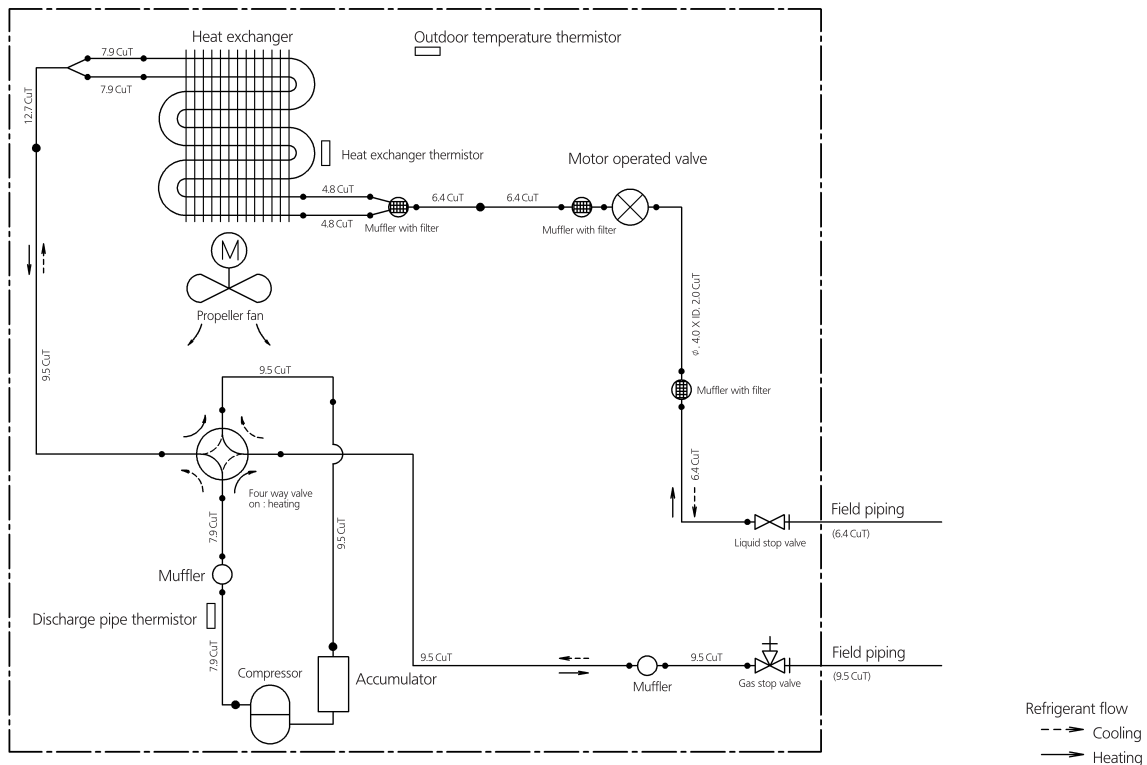 Heat exchanger
Outdoor temperature thermistor
7.9 CuT
7.9 CuT
12.7 CuT
Heat exchanger thermistor
Motor operated valve
4.8 CuT
4.8 CuT
6.4 CuT
6.4 CuT
Muffler with filter
Muffler with filter
M
Propeller fan
ϕ. 4.0 X ID. 2.0 CuT
9.5 CuT
9.5 CuT
Muffler with filter
6.4 CuT
Four way valve
on : heating
7.9 CuT
9.5 CuT
Field piping
(6.4 CuT)
Liquid stop valve
Muffler
Discharge pipe thermistor
7.9 CuT
Compressor
Accumulator
9.5 CuT
9.5 CuT
Muffler
Gas stop valve
Field piping
(9.5 CuT)
Refrigerant flow
Cooling
Heating